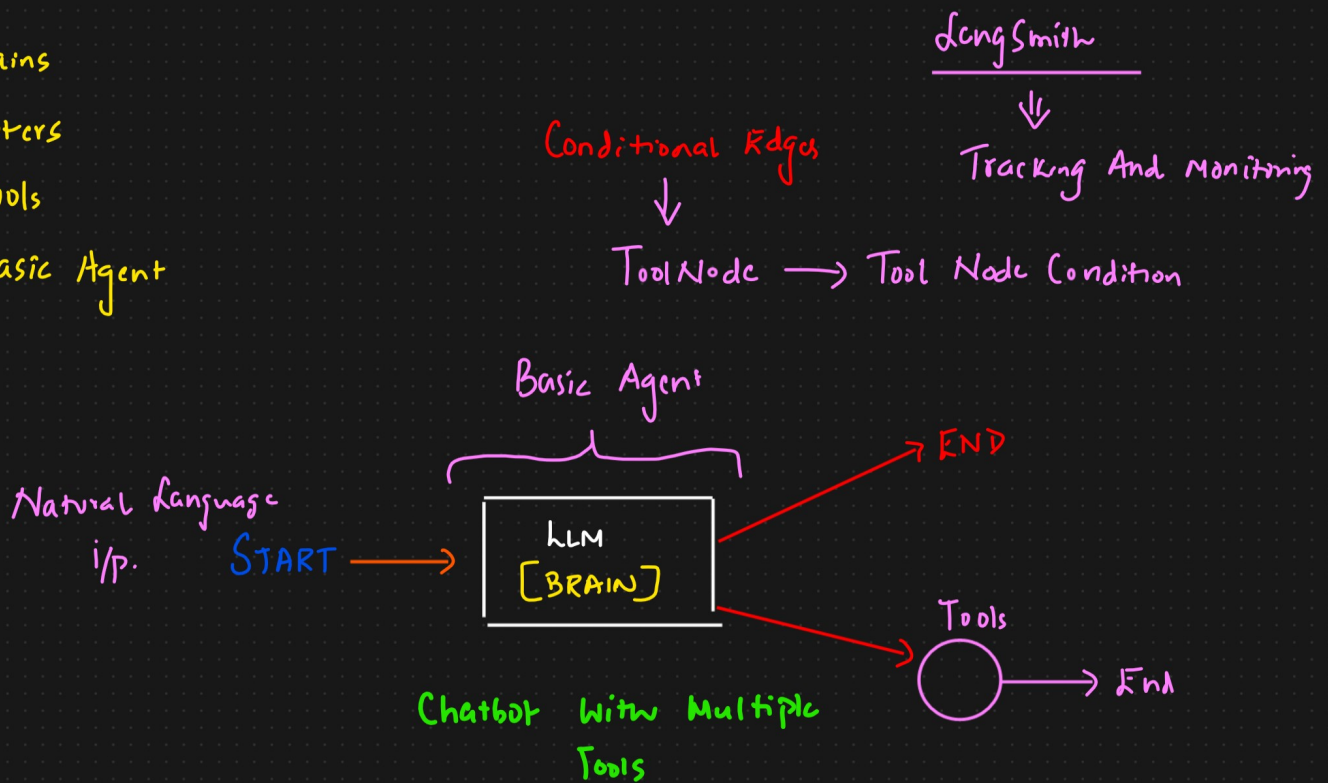 LangSmith
Tracking And Monitoring
ains
ters
ools
asic Agent
Conditional Edges
ToolNode → Tool Node Condition
Basic Agent
Natural Language
i/p.
START
LLM
[BRAIN]
END
Tools
End
Chatbot With Multiple
Tools